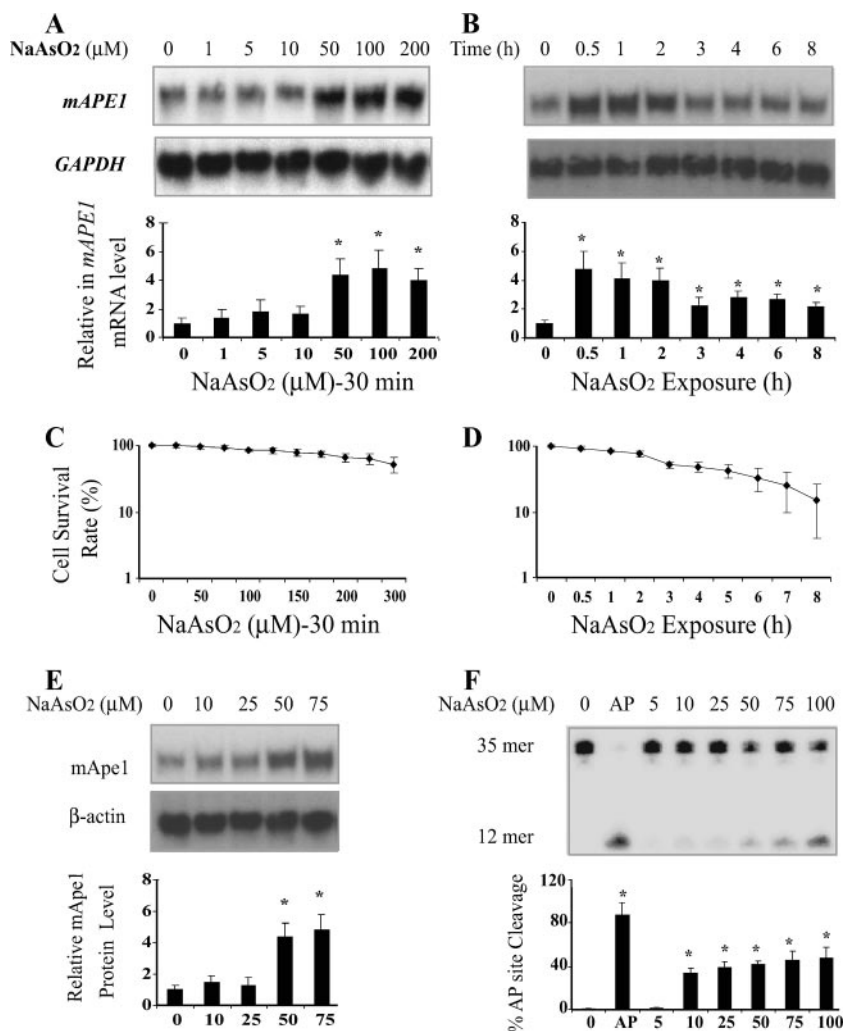 A
NaAsO2 (μM) 0 1 5 10 50 100 200
mAPE1
GAPDH
Relative in mAPE1
mRNA level
8
6
4
2
0
* * *
0 1 5 10 50 100 200
NaAsO2 (μM)-30 min
B
Time (h) 0 0.5 1 2 3 4 6 8
8
6
4
2
0
* * * * * * *
0 0.5 1 2 3 4 6 8
NaAsO2 Exposure (h)
C
Cell Survival
Rate (%)
100
10
1
0 50 100 150 200 300
NaAsO2 (μM)-30 min
D
100
10
1
0 0.5 1 2 3 4 5 6 7 8
NaAsO2 Exposure (h)
E
NaAsO2 (μM) 0 10 25 50 75
mApe1
β-actin
Relative mApe1
Protein Level
8
6
4
2
0
* *
0 10 25 50 75
F
NaAsO2 (μM) 0 AP 5 10 25 50 75 100
35 mer
12 mer
% AP site Cleavage
120
80
40
0
* * * * * *
0 AP 5 10 25 50 75 100